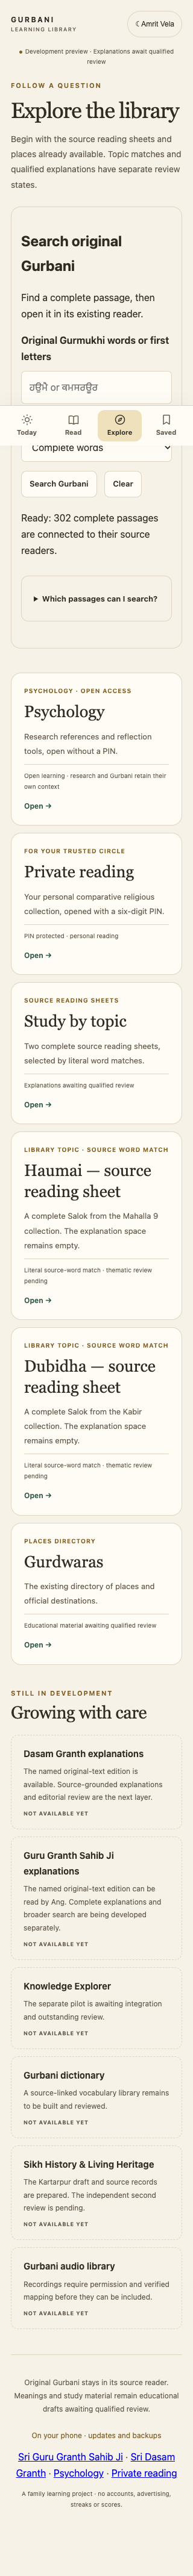 GURBANI
LEARNING LIBRARY
☾ Amrit Vela
Development preview · Explanations await qualified
review
FOLLOW A QUESTION
Explore the library
Begin with the source reading sheets and
places already available. Topic matches and
qualified explanations have separate review
states.
Search original
Gurbani
Find a complete passage, then
open it in its existing reader.
Original Gurmukhi words or first
letters
ਹਉਮੈ or ਕਮਸਰਊਰ
Today
Read
Explore
Saved
Complete words
Search Gurbani
Clear
Ready: 302 complete passages
are connected to their source
readers.
▶ Which passages can I search?
PSYCHOLOGY · OPEN ACCESS
Psychology
Research references and reflection
tools, open without a PIN.
Open learning · research and Gurbani retain their
own context
Open →
FOR YOUR TRUSTED CIRCLE
Private reading
Your personal comparative religious
collection, opened with a six-digit PIN.
PIN protected · personal reading
Open →
SOURCE READING SHEETS
Study by topic
Two complete source reading sheets,
selected by literal word matches.
Explanations awaiting qualified review
Open →
LIBRARY TOPIC · SOURCE WORD MATCH
Haumai — source
reading sheet
A complete Salok from the Mahalla 9
collection. The explanation space
remains empty.
Literal source-word match · thematic review
pending
Open →
LIBRARY TOPIC · SOURCE WORD MATCH
Dubidha — source
reading sheet
A complete Salok from the Kabir
collection. The explanation space
remains empty.
Literal source-word match · thematic review
pending
Open →
PLACES DIRECTORY
Gurdwaras
The existing directory of places and
official destinations.
Educational material awaiting qualified review
Open →
STILL IN DEVELOPMENT
Growing with care
Dasam Granth explanations
The named original-text edition is
available. Source-grounded explanations
and editorial review are the next layer.
NOT AVAILABLE YET
Guru Granth Sahib Ji
explanations
The named original-text edition can be
read by Ang. Complete explanations and
broader search are being developed
separately.
NOT AVAILABLE YET
Knowledge Explorer
The separate pilot is awaiting integration
and outstanding review.
NOT AVAILABLE YET
Gurbani dictionary
A source-linked vocabulary library remains
to be built and reviewed.
NOT AVAILABLE YET
Sikh History & Living Heritage
The Kartarpur draft and source records
are prepared. The independent second
review is pending.
NOT AVAILABLE YET
Gurbani audio library
Recordings require permission and verified
mapping before they can be included.
NOT AVAILABLE YET
Original Gurbani stays in its source reader.
Meanings and study material remain educational
drafts awaiting qualified review.
On your phone · updates and backups
Sri Guru Granth Sahib Ji · Sri Dasam
Granth · Psychology · Private reading
A family learning project · no accounts, advertising,
streaks or scores.